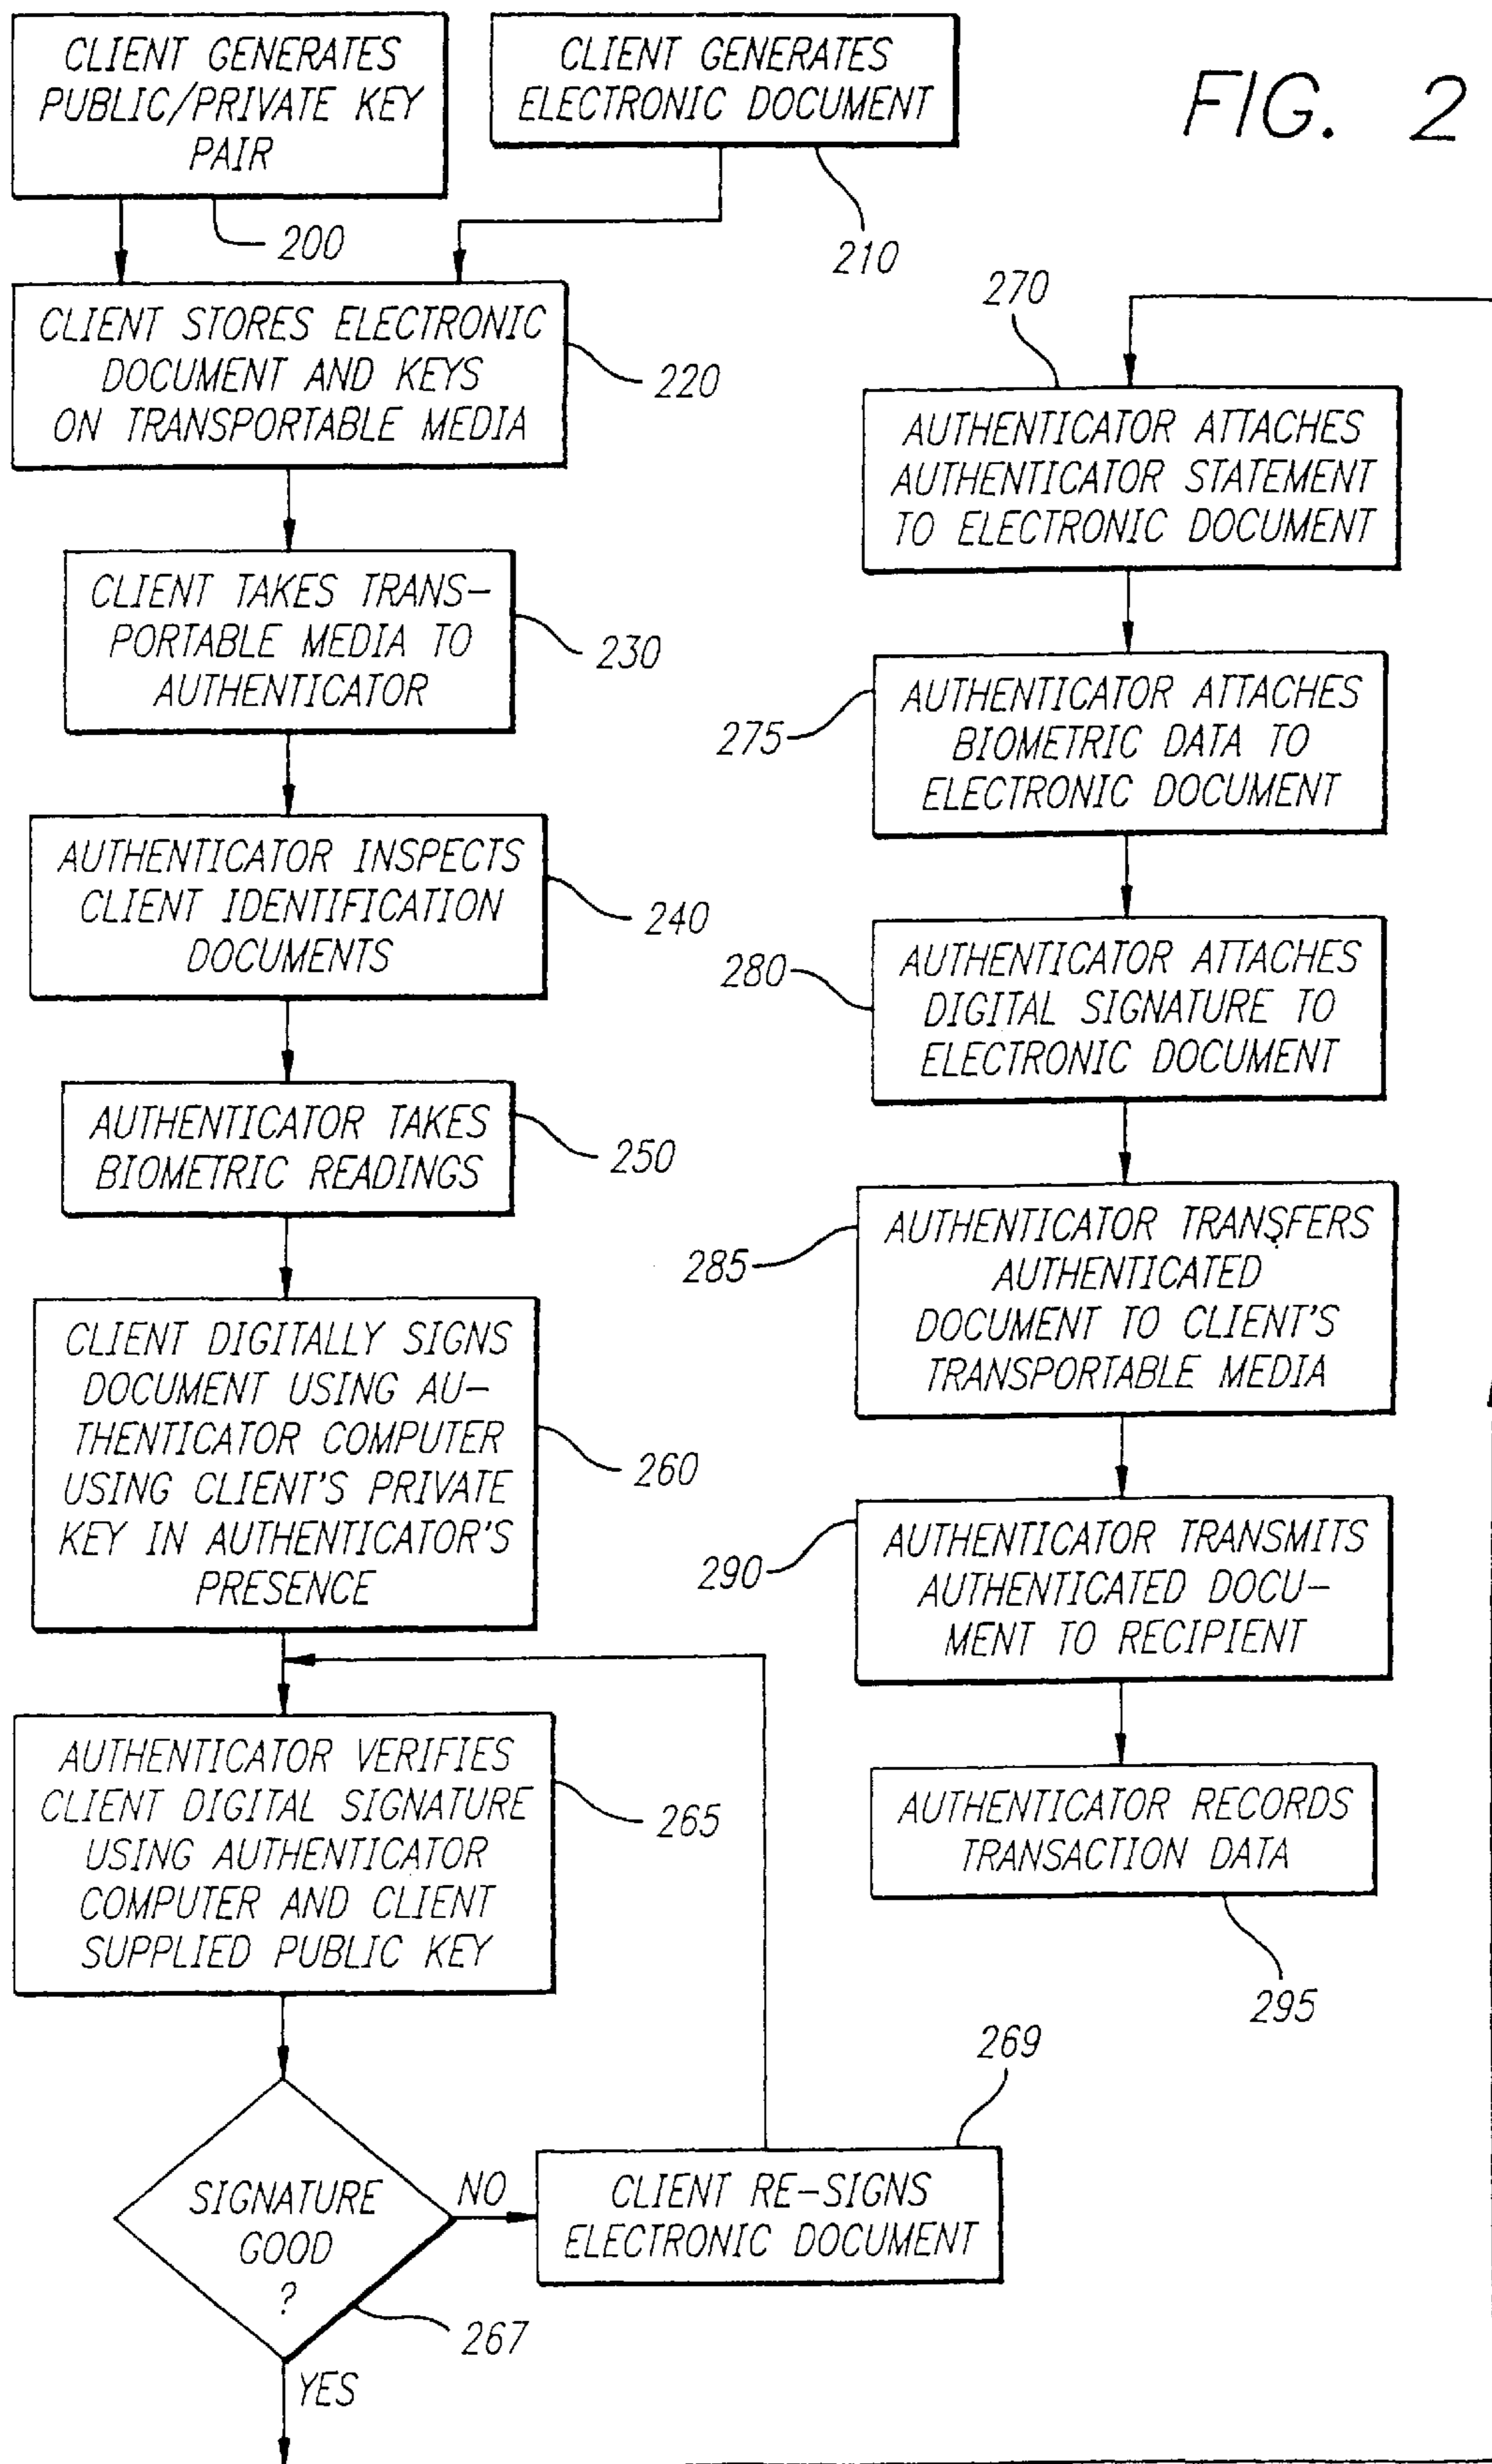 FIG. 2
CLIENT GENERATES
PUBLIC/PRIVATE KEY
PAIR
200
CLIENT GENERATES
ELECTRONIC DOCUMENT
210
CLIENT STORES ELECTRONIC
DOCUMENT AND KEYS
ON TRANSPORTABLE MEDIA
220
CLIENT TAKES TRANS-
PORTABLE MEDIA TO
AUTHENTICATOR
230
AUTHENTICATOR INSPECTS
CLIENT IDENTIFICATION
DOCUMENTS
240
AUTHENTICATOR TAKES
BIOMETRIC READINGS
250
CLIENT DIGITALLY SIGNS
DOCUMENT USING AU-
THENTICATOR COMPUTER
USING CLIENT'S PRIVATE
KEY IN AUTHENTICATOR'S
PRESENCE
260
AUTHENTICATOR VERIFIES
CLIENT DIGITAL SIGNATURE
USING AUTHENTICATOR
COMPUTER AND CLIENT
SUPPLIED PUBLIC KEY
265
SIGNATURE
GOOD
?
267
NO
YES
CLIENT RE-SIGNS
ELECTRONIC DOCUMENT
269
270
AUTHENTICATOR ATTACHES
AUTHENTICATOR STATEMENT
TO ELECTRONIC DOCUMENT
275
AUTHENTICATOR ATTACHES
BIOMETRIC DATA TO
ELECTRONIC DOCUMENT
280
AUTHENTICATOR ATTACHES
DIGITAL SIGNATURE TO
ELECTRONIC DOCUMENT
285
AUTHENTICATOR TRANSFERS
AUTHENTICATED
DOCUMENT TO CLIENT'S
TRANSPORTABLE MEDIA
290
AUTHENTICATOR TRANSMITS
AUTHENTICATED DOCU-
MENT TO RECIPIENT
AUTHENTICATOR RECORDS
TRANSACTION DATA
295